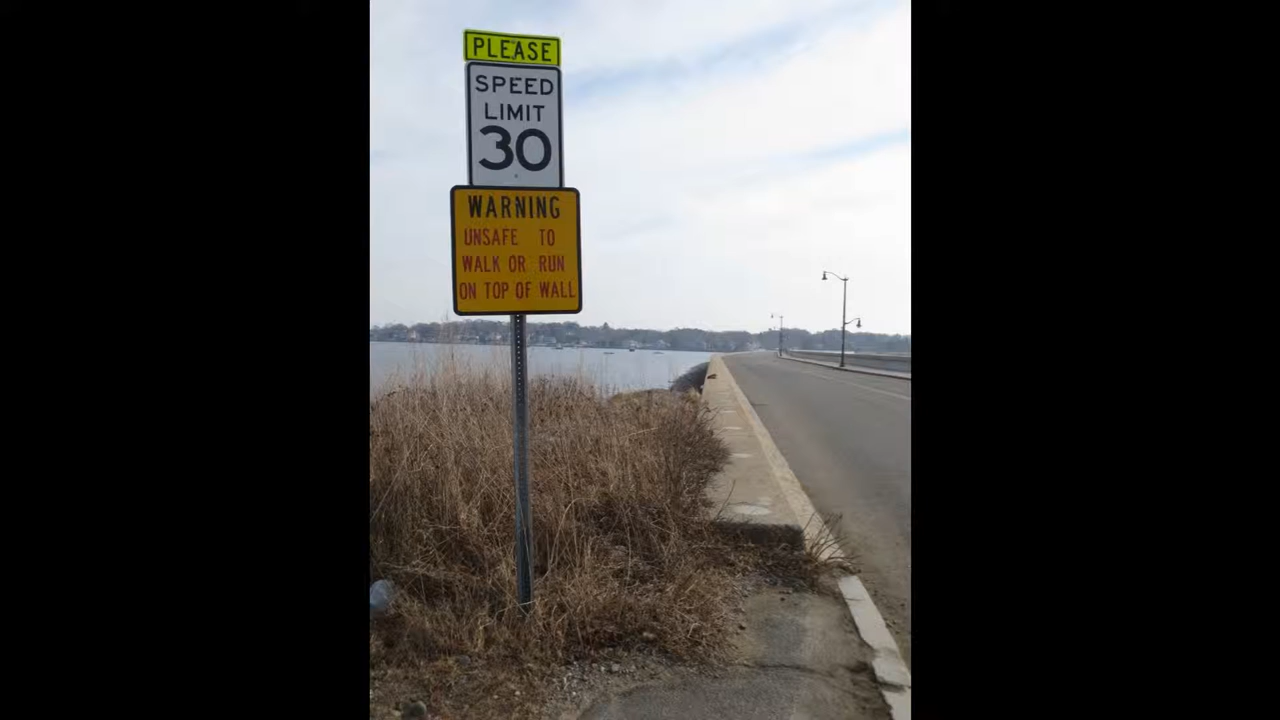 PLEASE
SPEED
LIMIT
30
WARNING
UNSAFE TO
WALK OR RUN
ON TOP OF WALL